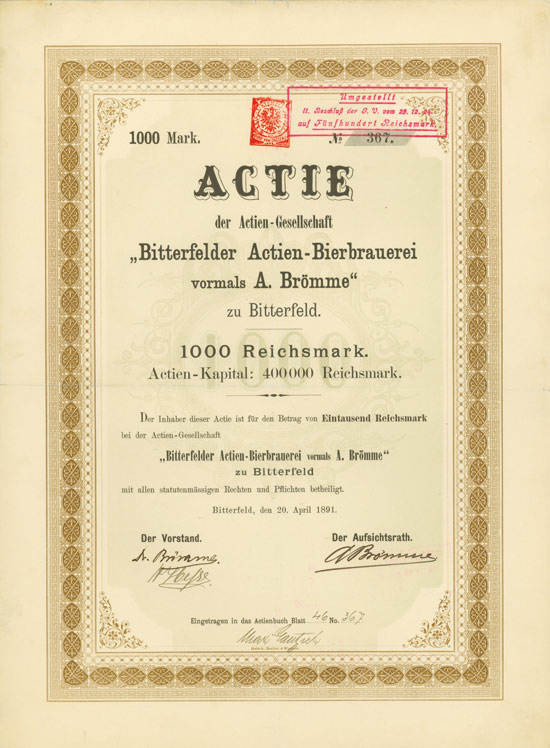 Umgestellt
lt. Beschluß der G. V. vom 29. 12. 24
auf Fünfhundert Reichsmark.
1000 Mark. № 367.
ACTIE
der Actien-Gesellschaft
„Bitterfelder Actien-Bierbrauerei
vormals A. Brömme“
zu Bitterfeld.
1000
1000 Reichsmark.
Actien-Kapital: 400000 Reichsmark.
Der Inhaber dieser Actie ist für den Betrag von Eintausend Reichsmark
bei der Actien-Gesellschaft
„Bitterfelder Actien-Bierbrauerei vormals A. Brömme“
zu Bitterfeld
mit allen statutenmässigen Rechten und Pflichten betheiligt.
Bitterfeld, den 20. April 1891.
Der Vorstand. Der Aufsichtsrath.
A Brömme
Eingetragen in das Actienbuch Blatt 46 No. 367